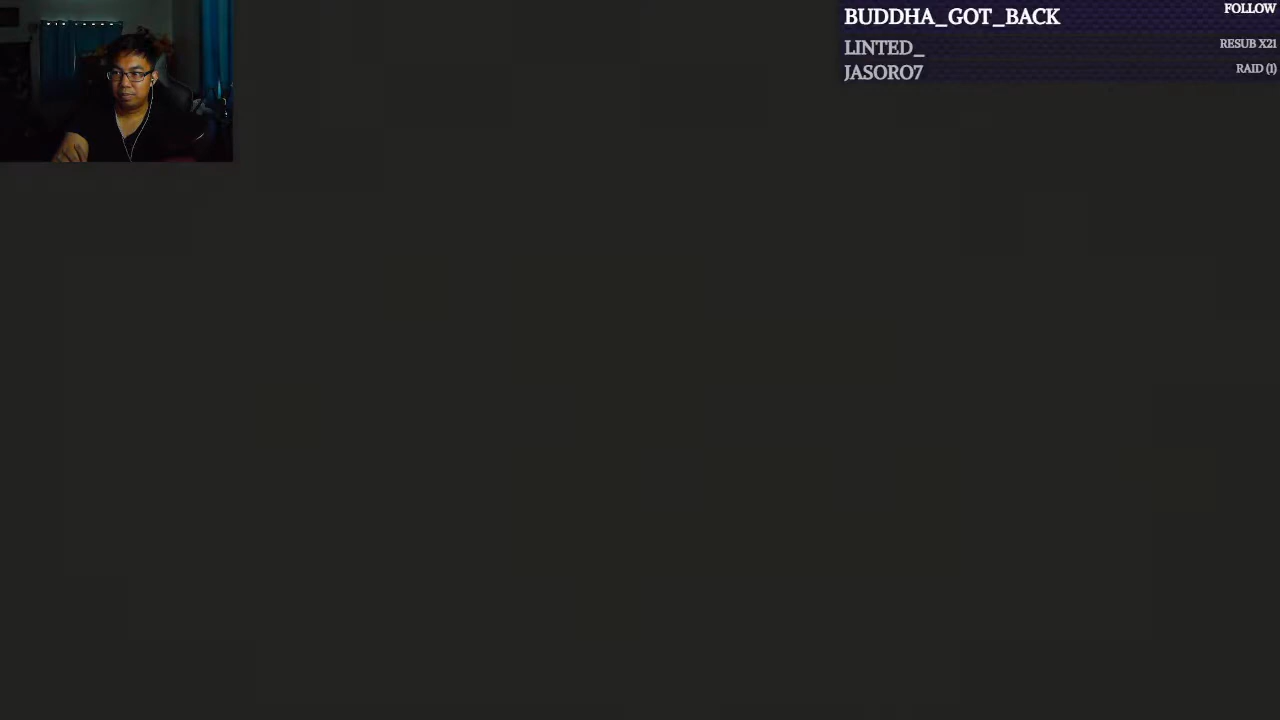 BUDDHA_GOT_BACK FOLLOW
LINTED_ RESUB X21
JASORO7 RAID (1)